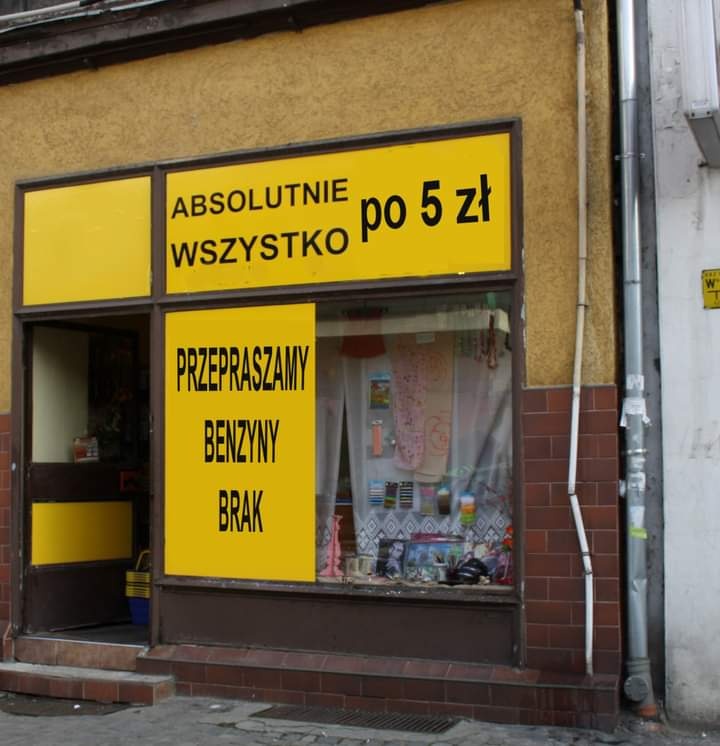 ABSOLUTNIE
WSZYSTKO
po 5 zł
PRZEPRASZAMY
BENZYNY
BRAK